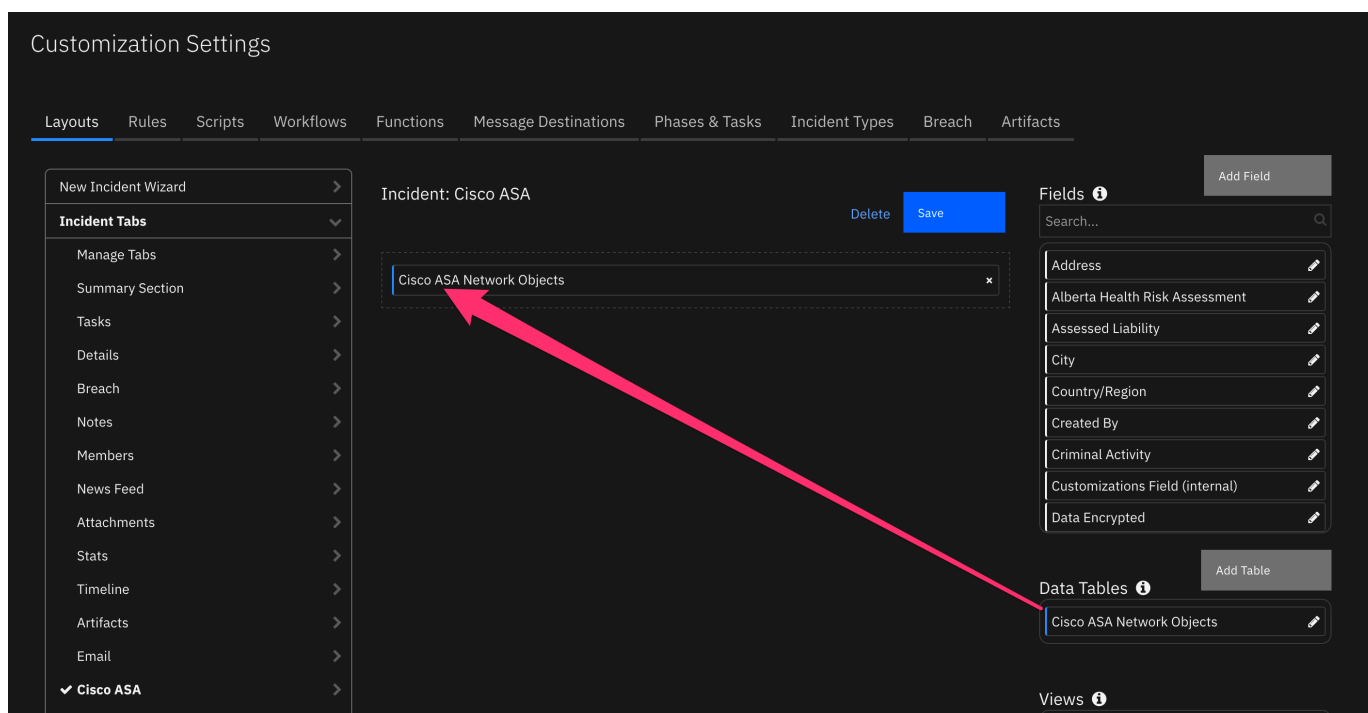 Customization Settings
Layouts Rules Scripts Workflows Functions Message Destinations Phases & Tasks Incident Types Breach Artifacts
New Incident Wizard
Incident Tabs
Manage Tabs
Summary Section
Tasks
Details
Breach
Notes
Members
News Feed
Attachments
Stats
Timeline
Artifacts
Email
Cisco ASA
Incident: Cisco ASA
Delete Save
Cisco ASA Network Objects
Add Field
Fields
Search...
Address
Alberta Health Risk Assessment
Assessed Liability
City
Country/Region
Created By
Criminal Activity
Customizations Field (internal)
Data Encrypted
Add Table
Data Tables
Cisco ASA Network Objects
Views